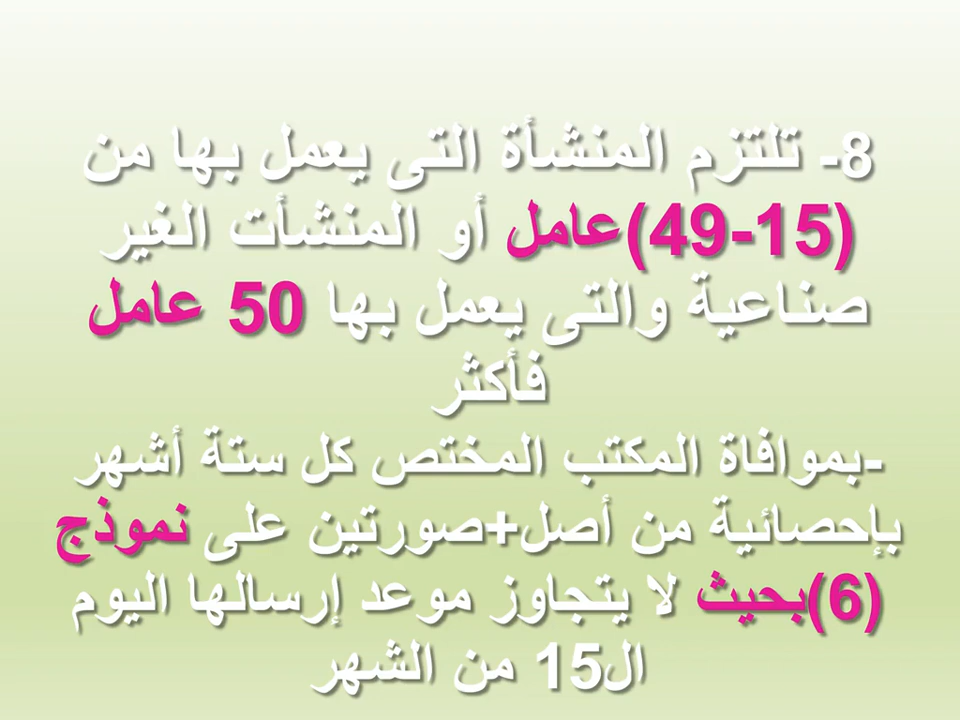 8- تلتزم المنشأة التى يعمل بها من
(15-49)عامل أو المنشأت الغير
صناعية والتى يعمل بها 50 عامل
فأكثر
-بموافاة المكتب المختص كل ستة أشهر
بإحصائية من أصل+صورتين على نموذج
(6)بحيث لا يتجاوز موعد إرسالها اليوم
ال15 من الشهر